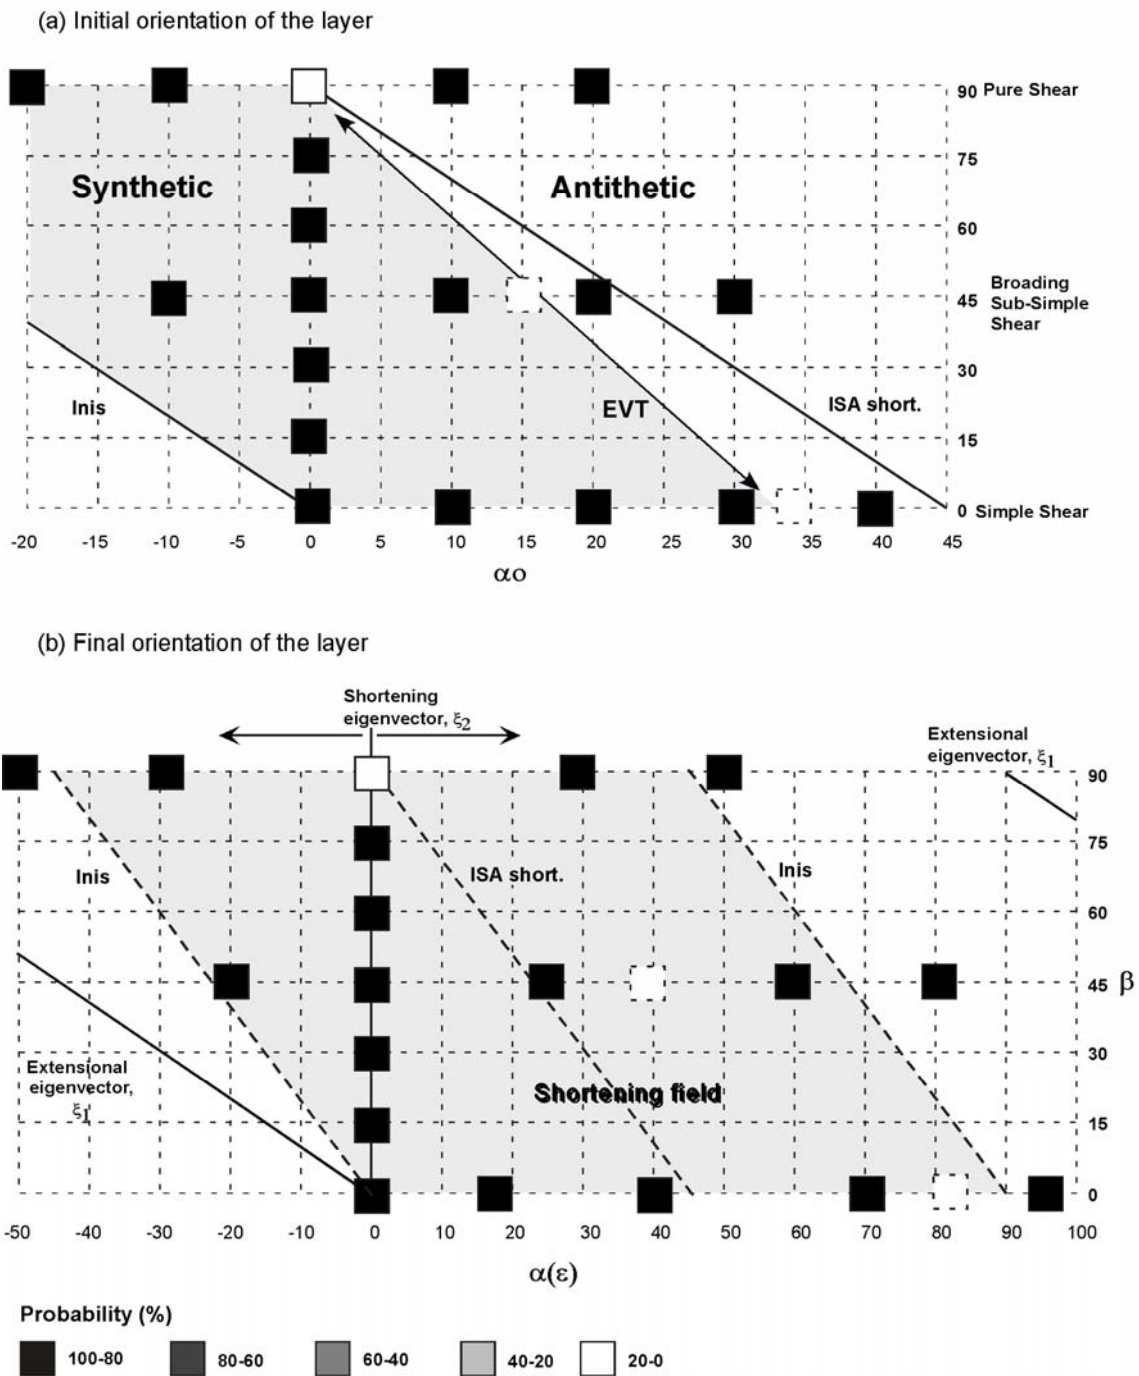 (a) Initial orientation of the layer
90 Pure Shear
75
Synthetic
Antithetic
60
45
Broading
Sub-Simple
Shear
30
Inis
EVT
ISA short.
15
0 Simple Shear
-20 -15 -10 -5 0 5 10 15 20 25 30 35 40 45
αo
(b) Final orientation of the layer
Shortening
eigenvector, ξ2
Extensional
eigenvector, ξ1
90
75
Inis
ISA short.
Inis
60
45 β
30
Extensional
eigenvector,
ξ1
Shortening field
15
0
-50 -40 -30 -20 -10 0 10 20 30 40 50 60 70 80 90 100
α(ε)
Probability (%)
100-80 80-60 60-40 40-20 20-0